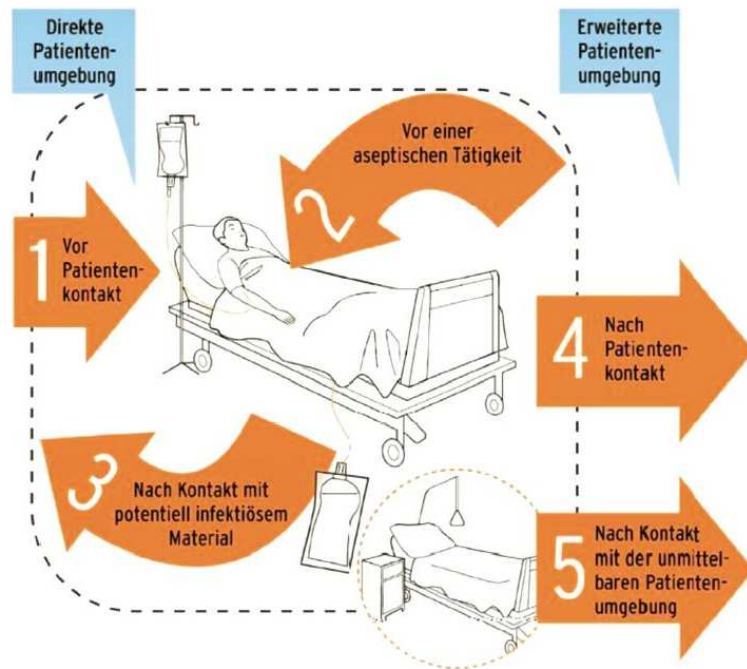 Direkte
Patienten-
umgebung
Erweiterte
Patienten-
umgebung
1
Vor
Patienten-
kontakt
2
Vor einer
aseptischen Tätigkeit
3
Nach Kontakt mit
potentiell infektiösem
Material
4
Nach
Patienten-
kontakt
5
Nach Kontakt
mit der unmittel-
baren Patienten-
umgebung